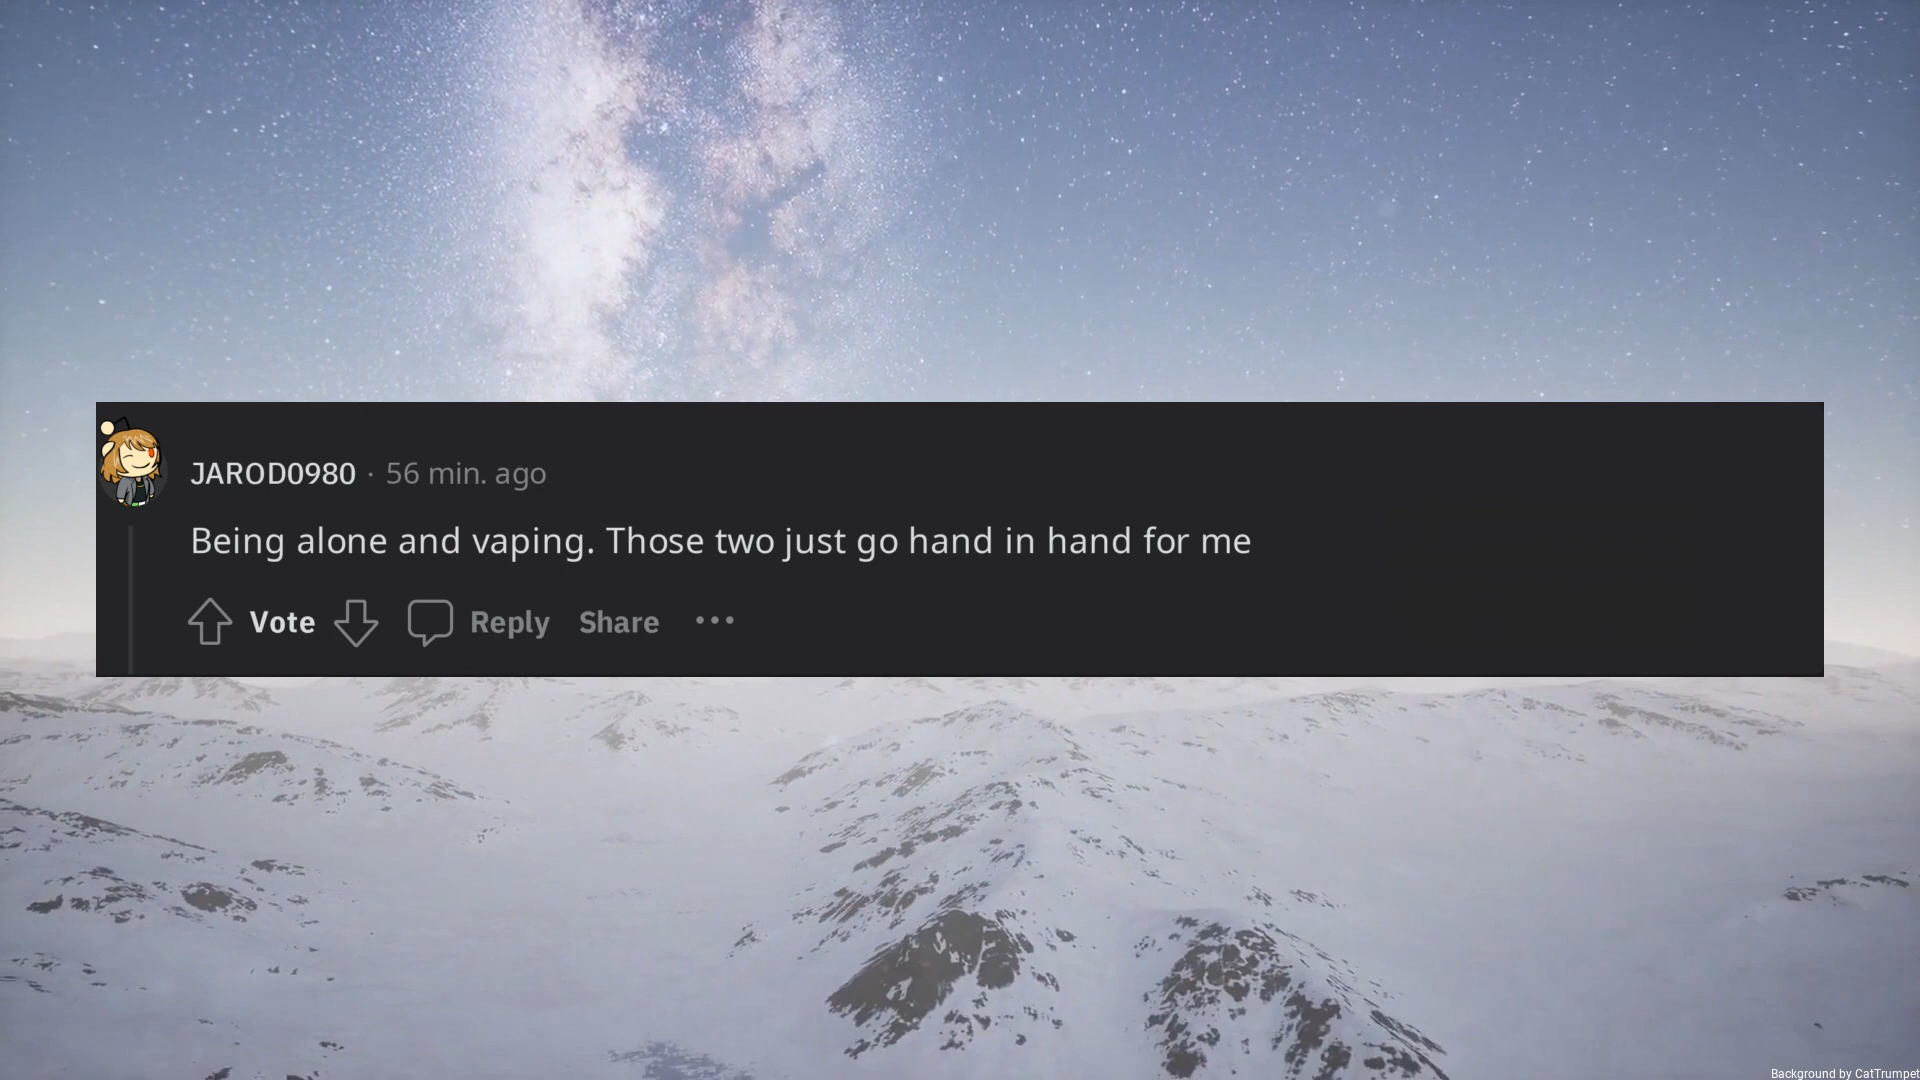 JAROD0980 · 56 min. ago
Being alone and vaping. Those two just go hand in hand for me
Vote Reply Share ···
Background by CatTrumpet